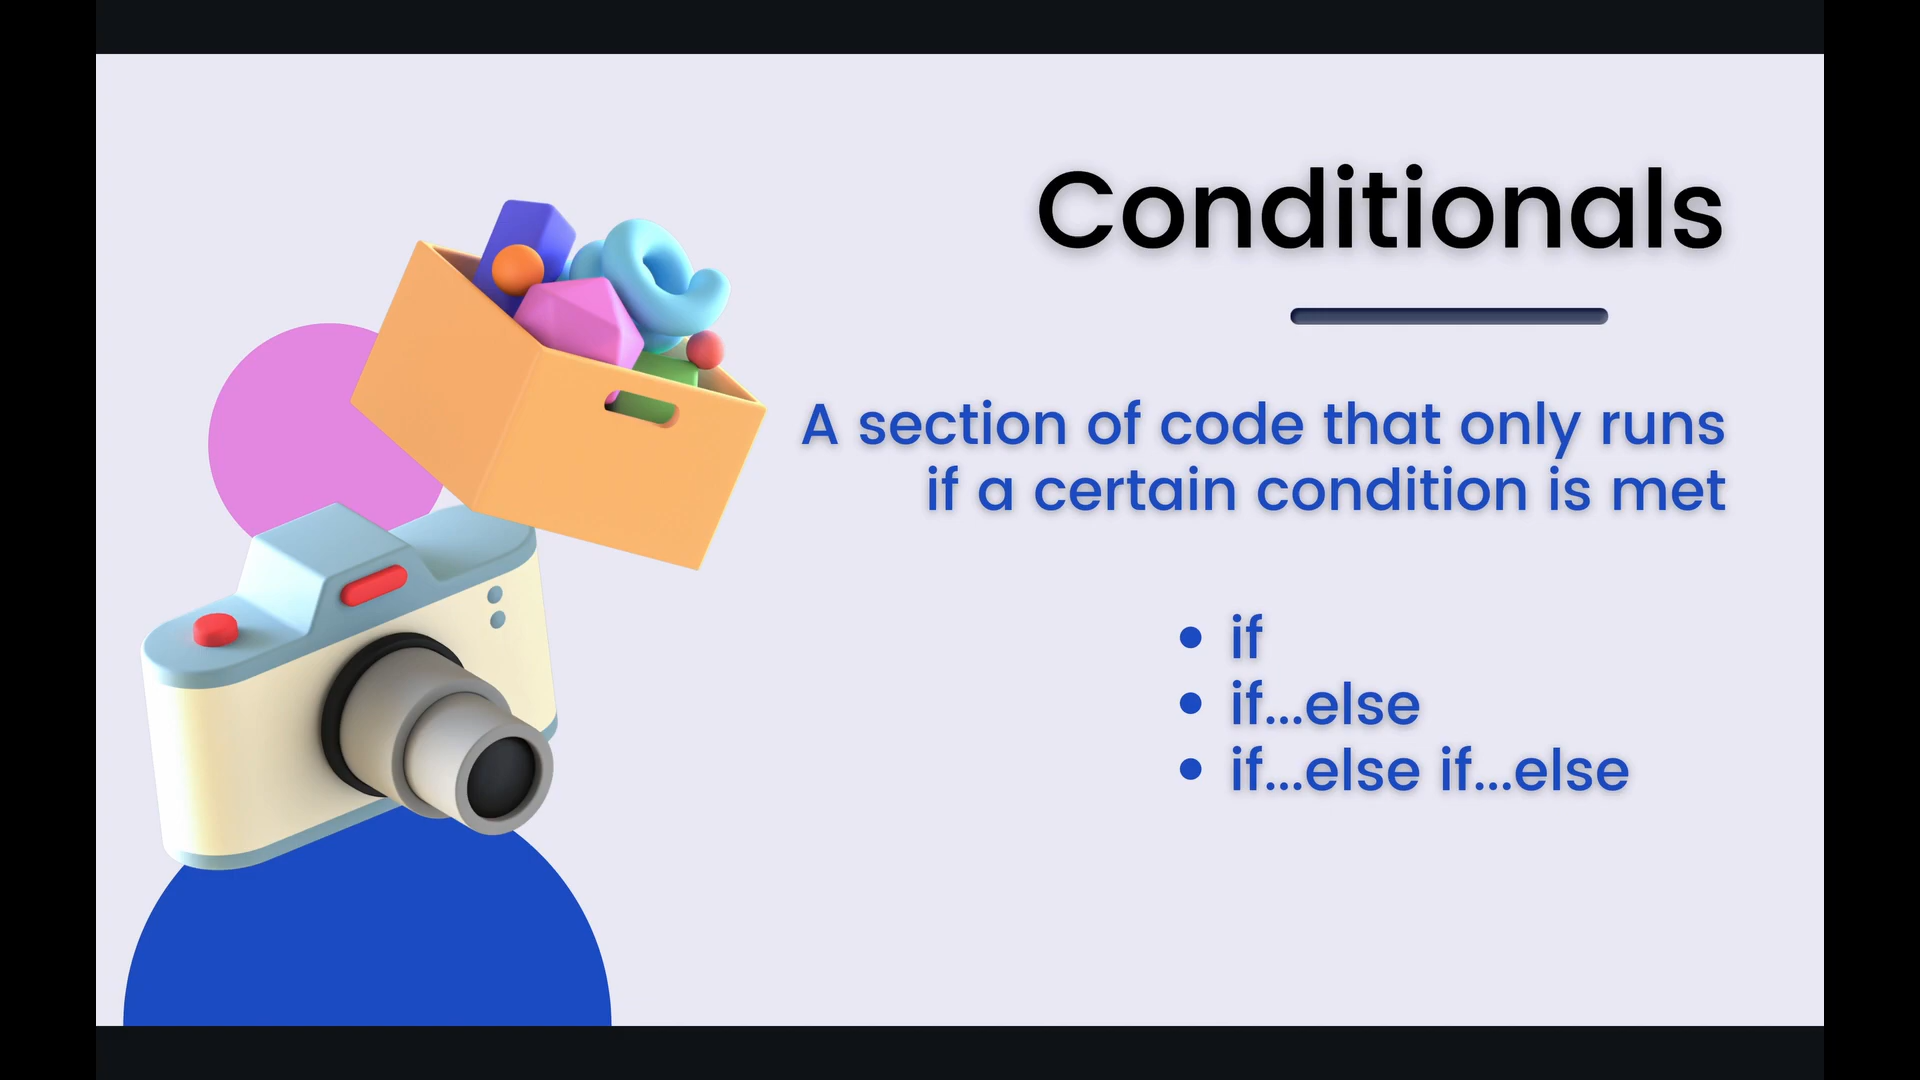 Conditionals
A section of code that only runs
if a certain condition is met
• if
• if...else
• if...else if...else